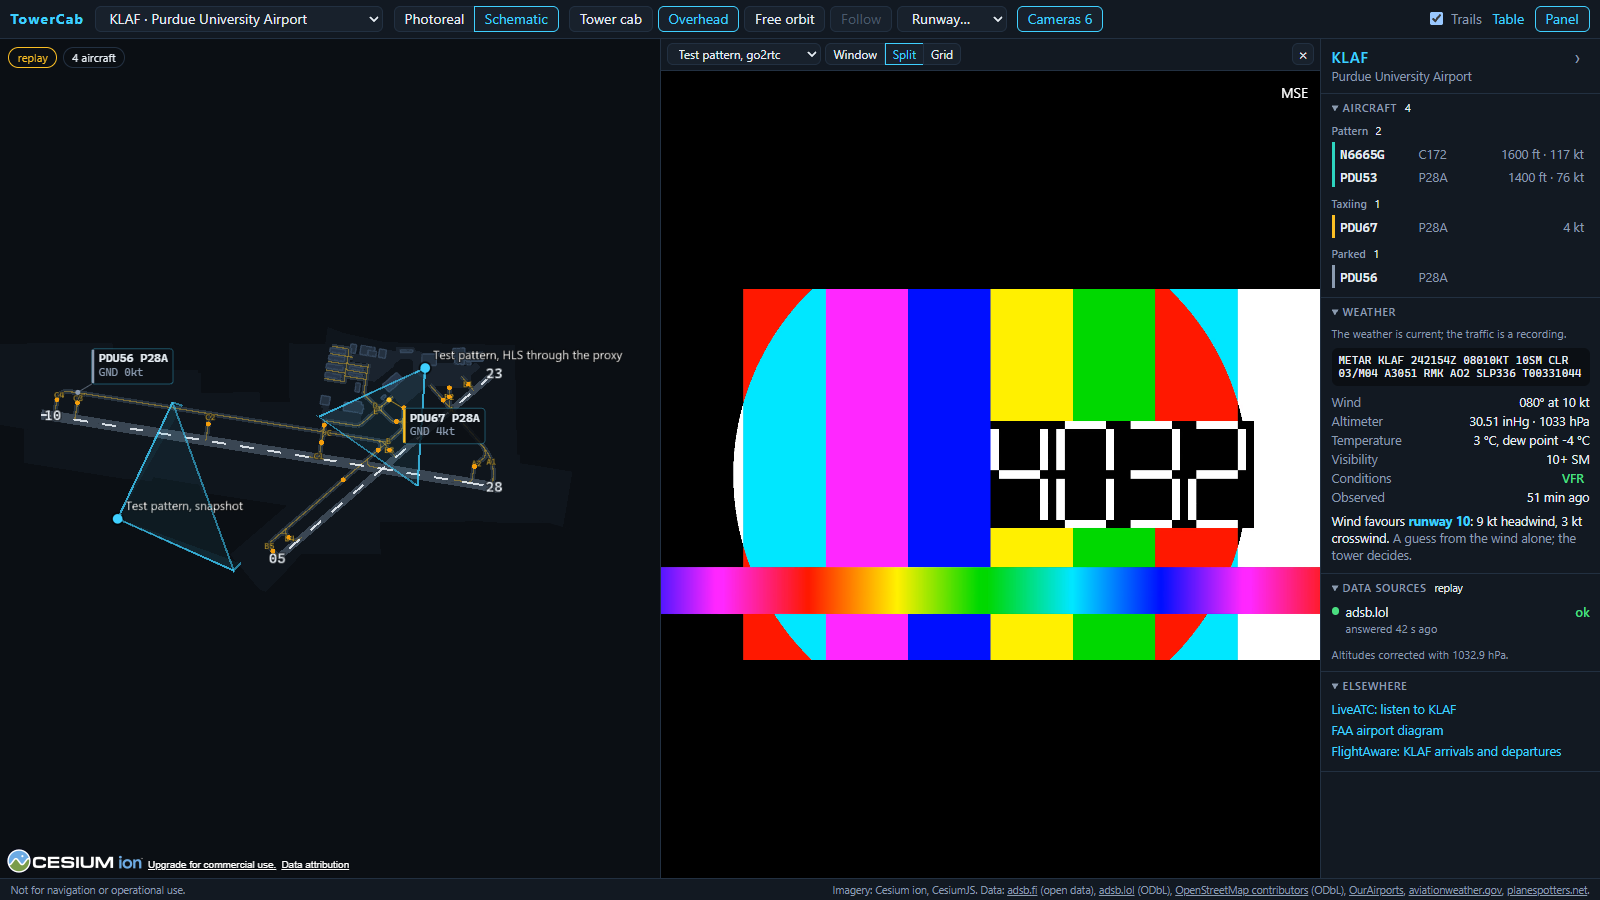 TowerCab
KLAF · Purdue University Airport
Photoreal
Schematic
Tower cab
Overhead
Free orbit
Follow
Runway...
Cameras 6
Trails
Table
Panel
replay
4 aircraft
Test pattern, HLS through the proxy
23
PDU56 P28A
GND 0kt
10
PDU67 P28A
GND 4kt
28
Test pattern, snapshot
05
CESIUM ion
Upgrade for commercial use.
Data attribution
Test pattern, go2rtc
Window
Split
Grid
×
MSE
KLAF
Purdue University Airport
AIRCRAFT 4
Pattern 2
N6665G C172 1600 ft · 117 kt
PDU53 P28A 1400 ft · 76 kt
Taxiing 1
PDU67 P28A 4 kt
Parked 1
PDU56 P28A
WEATHER
The weather is current; the traffic is a recording.
METAR KLAF 242154Z 08010KT 10SM CLR
03/M04 A3051 RMK AO2 SLP336 T00331044
Wind 080° at 10 kt
Altimeter 30.51 inHg · 1033 hPa
Temperature 3 °C, dew point -4 °C
Visibility 10+ SM
Conditions VFR
Observed 51 min ago
Wind favours runway 10: 9 kt headwind, 3 kt
crosswind. A guess from the wind alone; the
tower decides.
DATA SOURCES replay
adsb.lol ok
answered 42 s ago
Altitudes corrected with 1032.9 hPa.
ELSEWHERE
LiveATC: listen to KLAF
FAA airport diagram
FlightAware: KLAF arrivals and departures
Not for navigation or operational use.
Imagery: Cesium ion, CesiumJS. Data: adsb.fi (open data), adsb.lol (ODbL), OpenStreetMap contributors (ODbL), OurAirports, aviationweather.gov, planespotters.net.